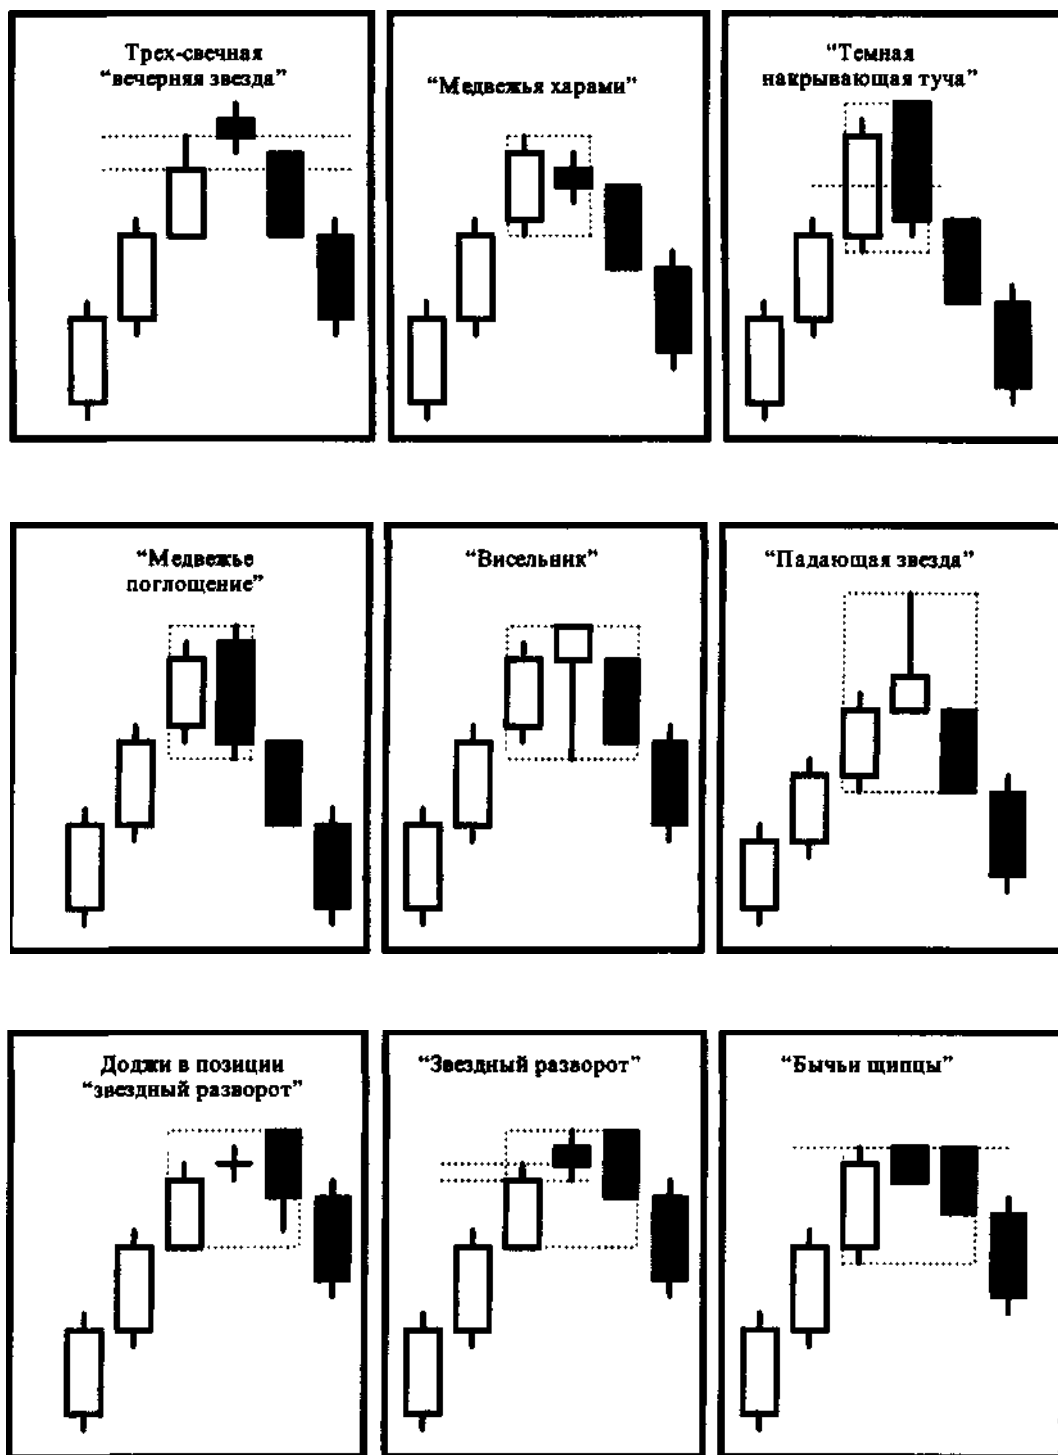 Трех-свечная
“вечерняя звезда”
“Медвежья харами”
“Темная
накрывающая туча”
“Медвежье
поглощение”
“Висельник”
“Падающая звезда”
Доджи в позиции
“звездный разворот”
“Звездный разворот”
“Бычьи щипцы”